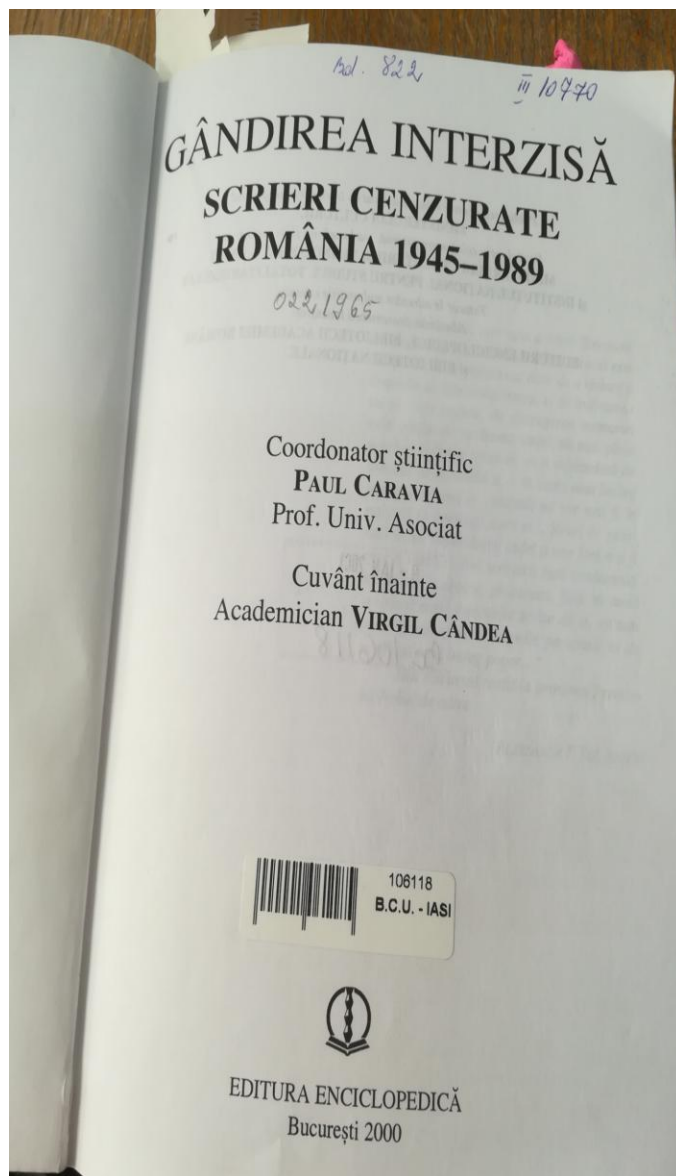 Bd. 822
III 10770
GÂNDIREA INTERZISĂ
SCRIERI CENZURATE
ROMÂNIA 1945–1989
0221965
Coordonator științific
PAUL CARAVIA
Prof. Univ. Asociat
Cuvânt înainte
Academician VIRGIL CÂNDEA
106118
B.C.U. - IASI
EDITURA ENCICLOPEDICĂ
București 2000